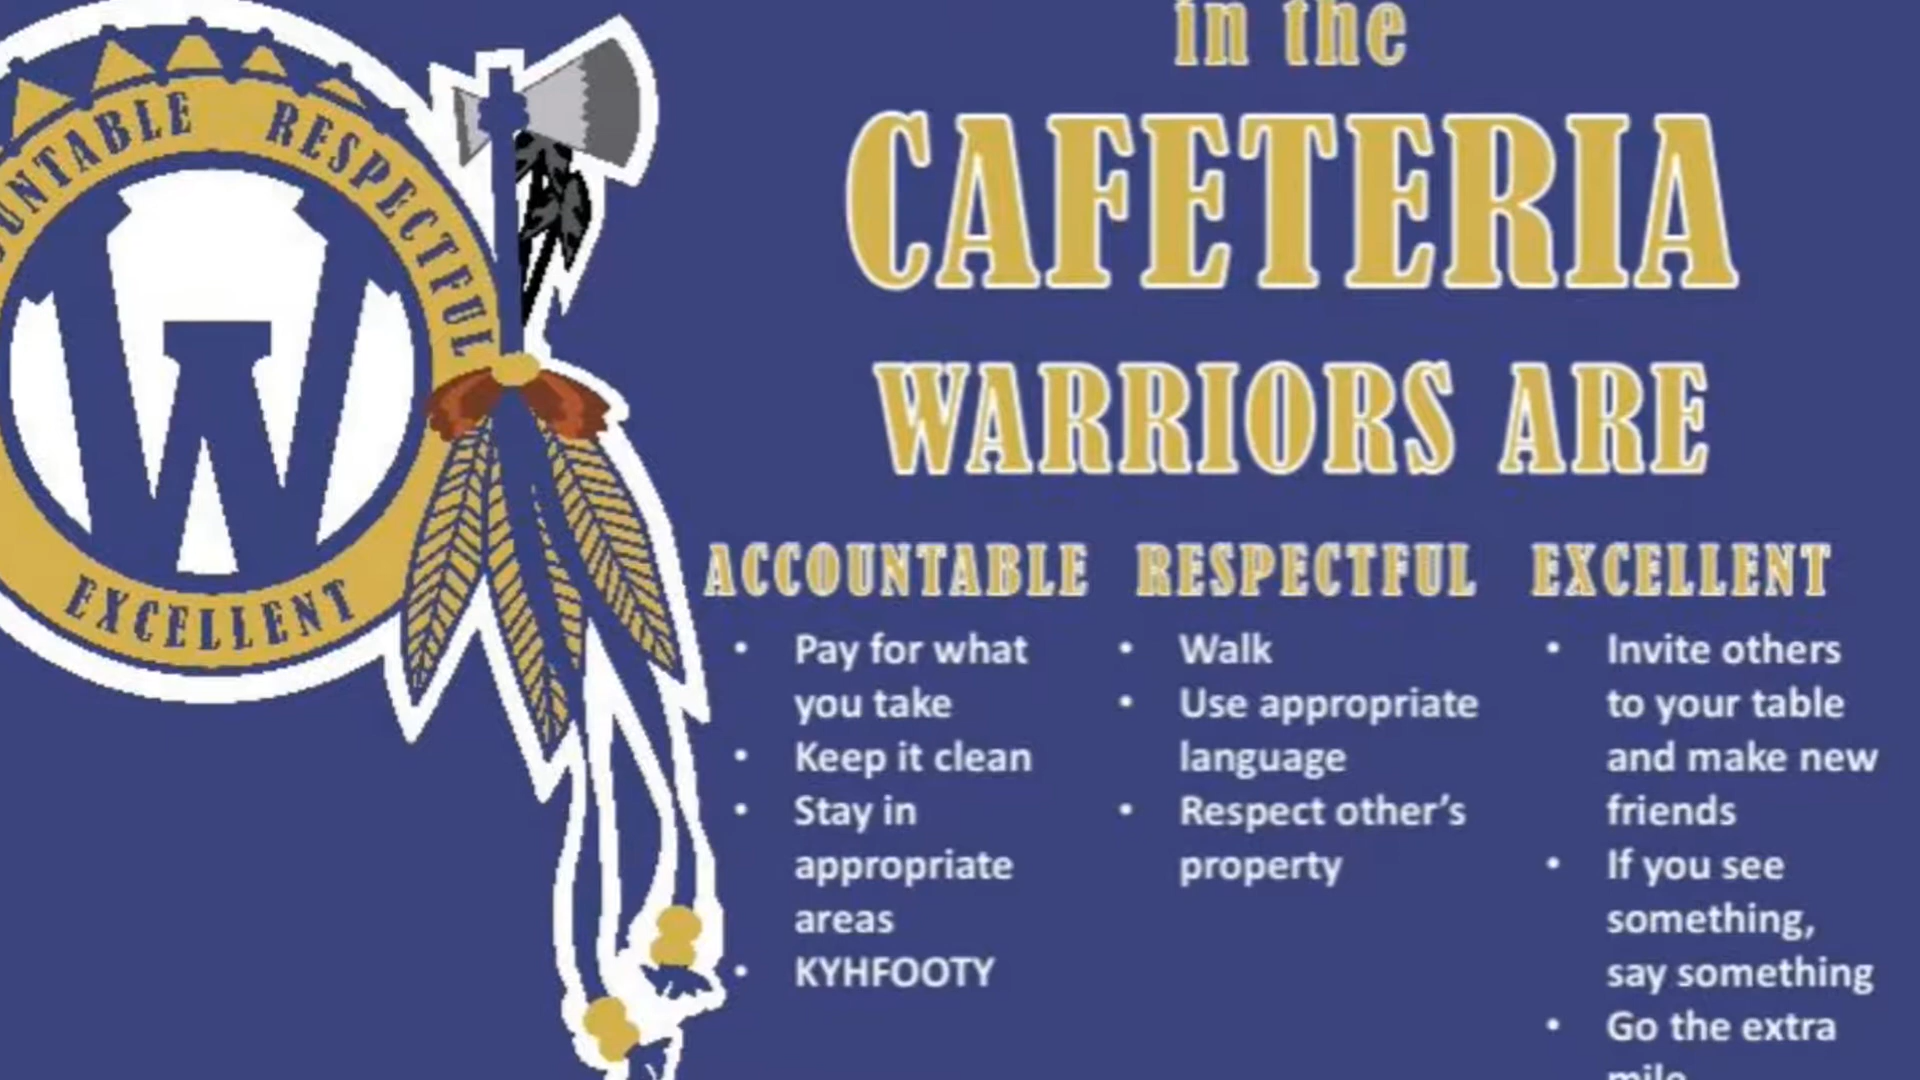 in the
CAFETERIA
WARRIORS ARE
RESPECTFUL
EXCELLENT
W
ACCOUNTABLE
• Pay for what
you take
• Keep it clean
• Stay in
appropriate
areas
• KYHFOOTY
RESPECTFUL
• Walk
• Use appropriate
language
• Respect other's
property
EXCELLENT
• Invite others
to your table
and make new
friends
• If you see
something,
say something
• Go the extra
mile